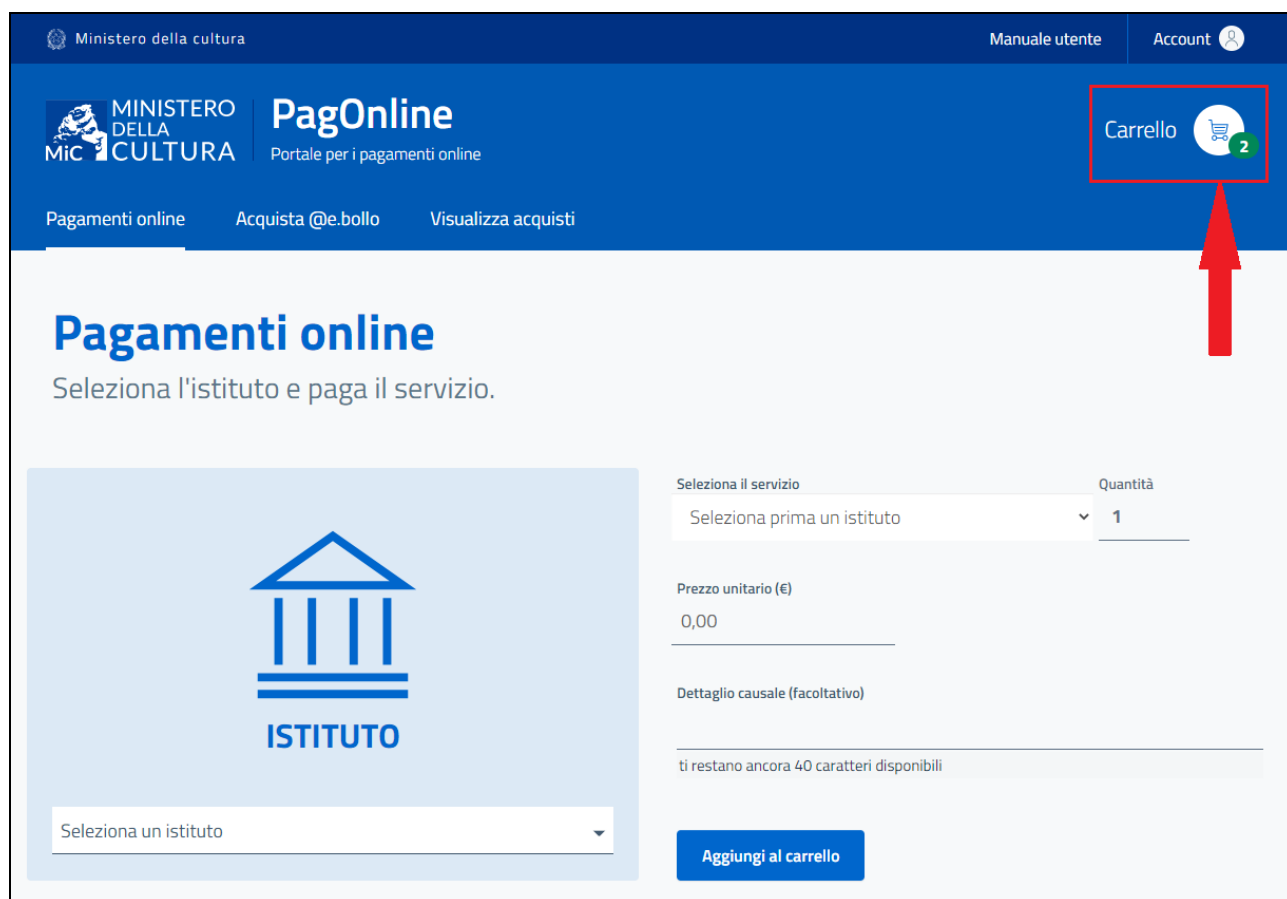 Ministero della cultura
Manuale utente
Account
MiC
MINISTERO
DELLA
CULTURA
PagOnline
Portale per i pagamenti online
Carrello
2
Pagamenti online
Acquista @e.bollo
Visualizza acquisti
Pagamenti online
Seleziona l'istituto e paga il servizio.
ISTITUTO
Seleziona un istituto
Seleziona il servizio
Quantità
Seleziona prima un istituto
1
Prezzo unitario (€)
0,00
Dettaglio causale (facoltativo)
ti restano ancora 40 caratteri disponibili
Aggiungi al carrello